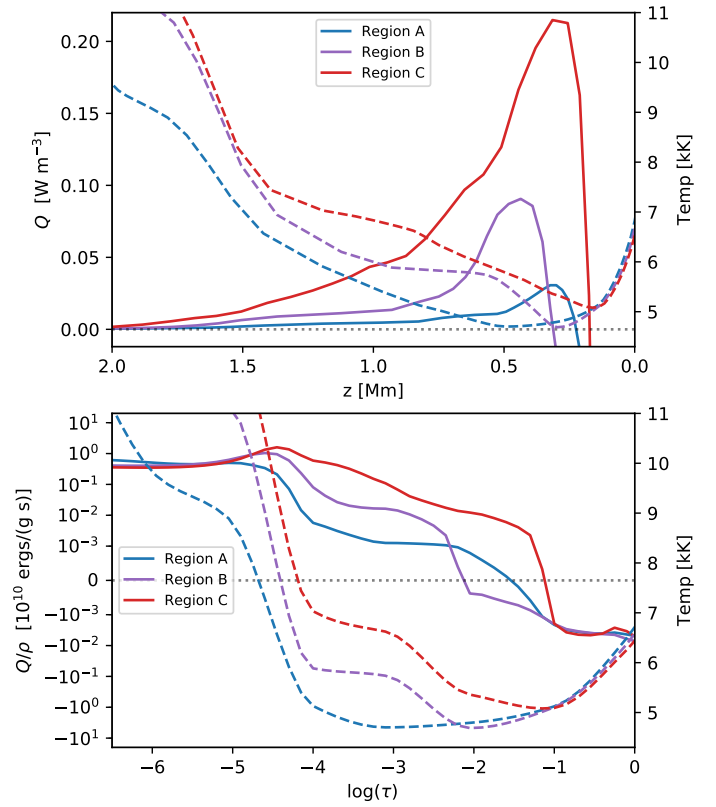 0.20
0.15
0.10
0.05
0.00
Q [W m⁻³]
Region A
Region B
Region C
11
10
9
8
7
6
5
Temp [kK]
2.0 1.5 1.0 0.5 0.0
z [Mm]
10¹
10⁰
10⁻¹
10⁻²
10⁻³
0
−10⁻³
−10⁻²
−10⁻¹
−10⁰
−10¹
Q/ρ [10¹⁰ ergs/(g s)]
Region A
Region B
Region C
11
10
9
8
7
6
5
Temp [kK]
−6 −5 −4 −3 −2 −1 0
log(τ)